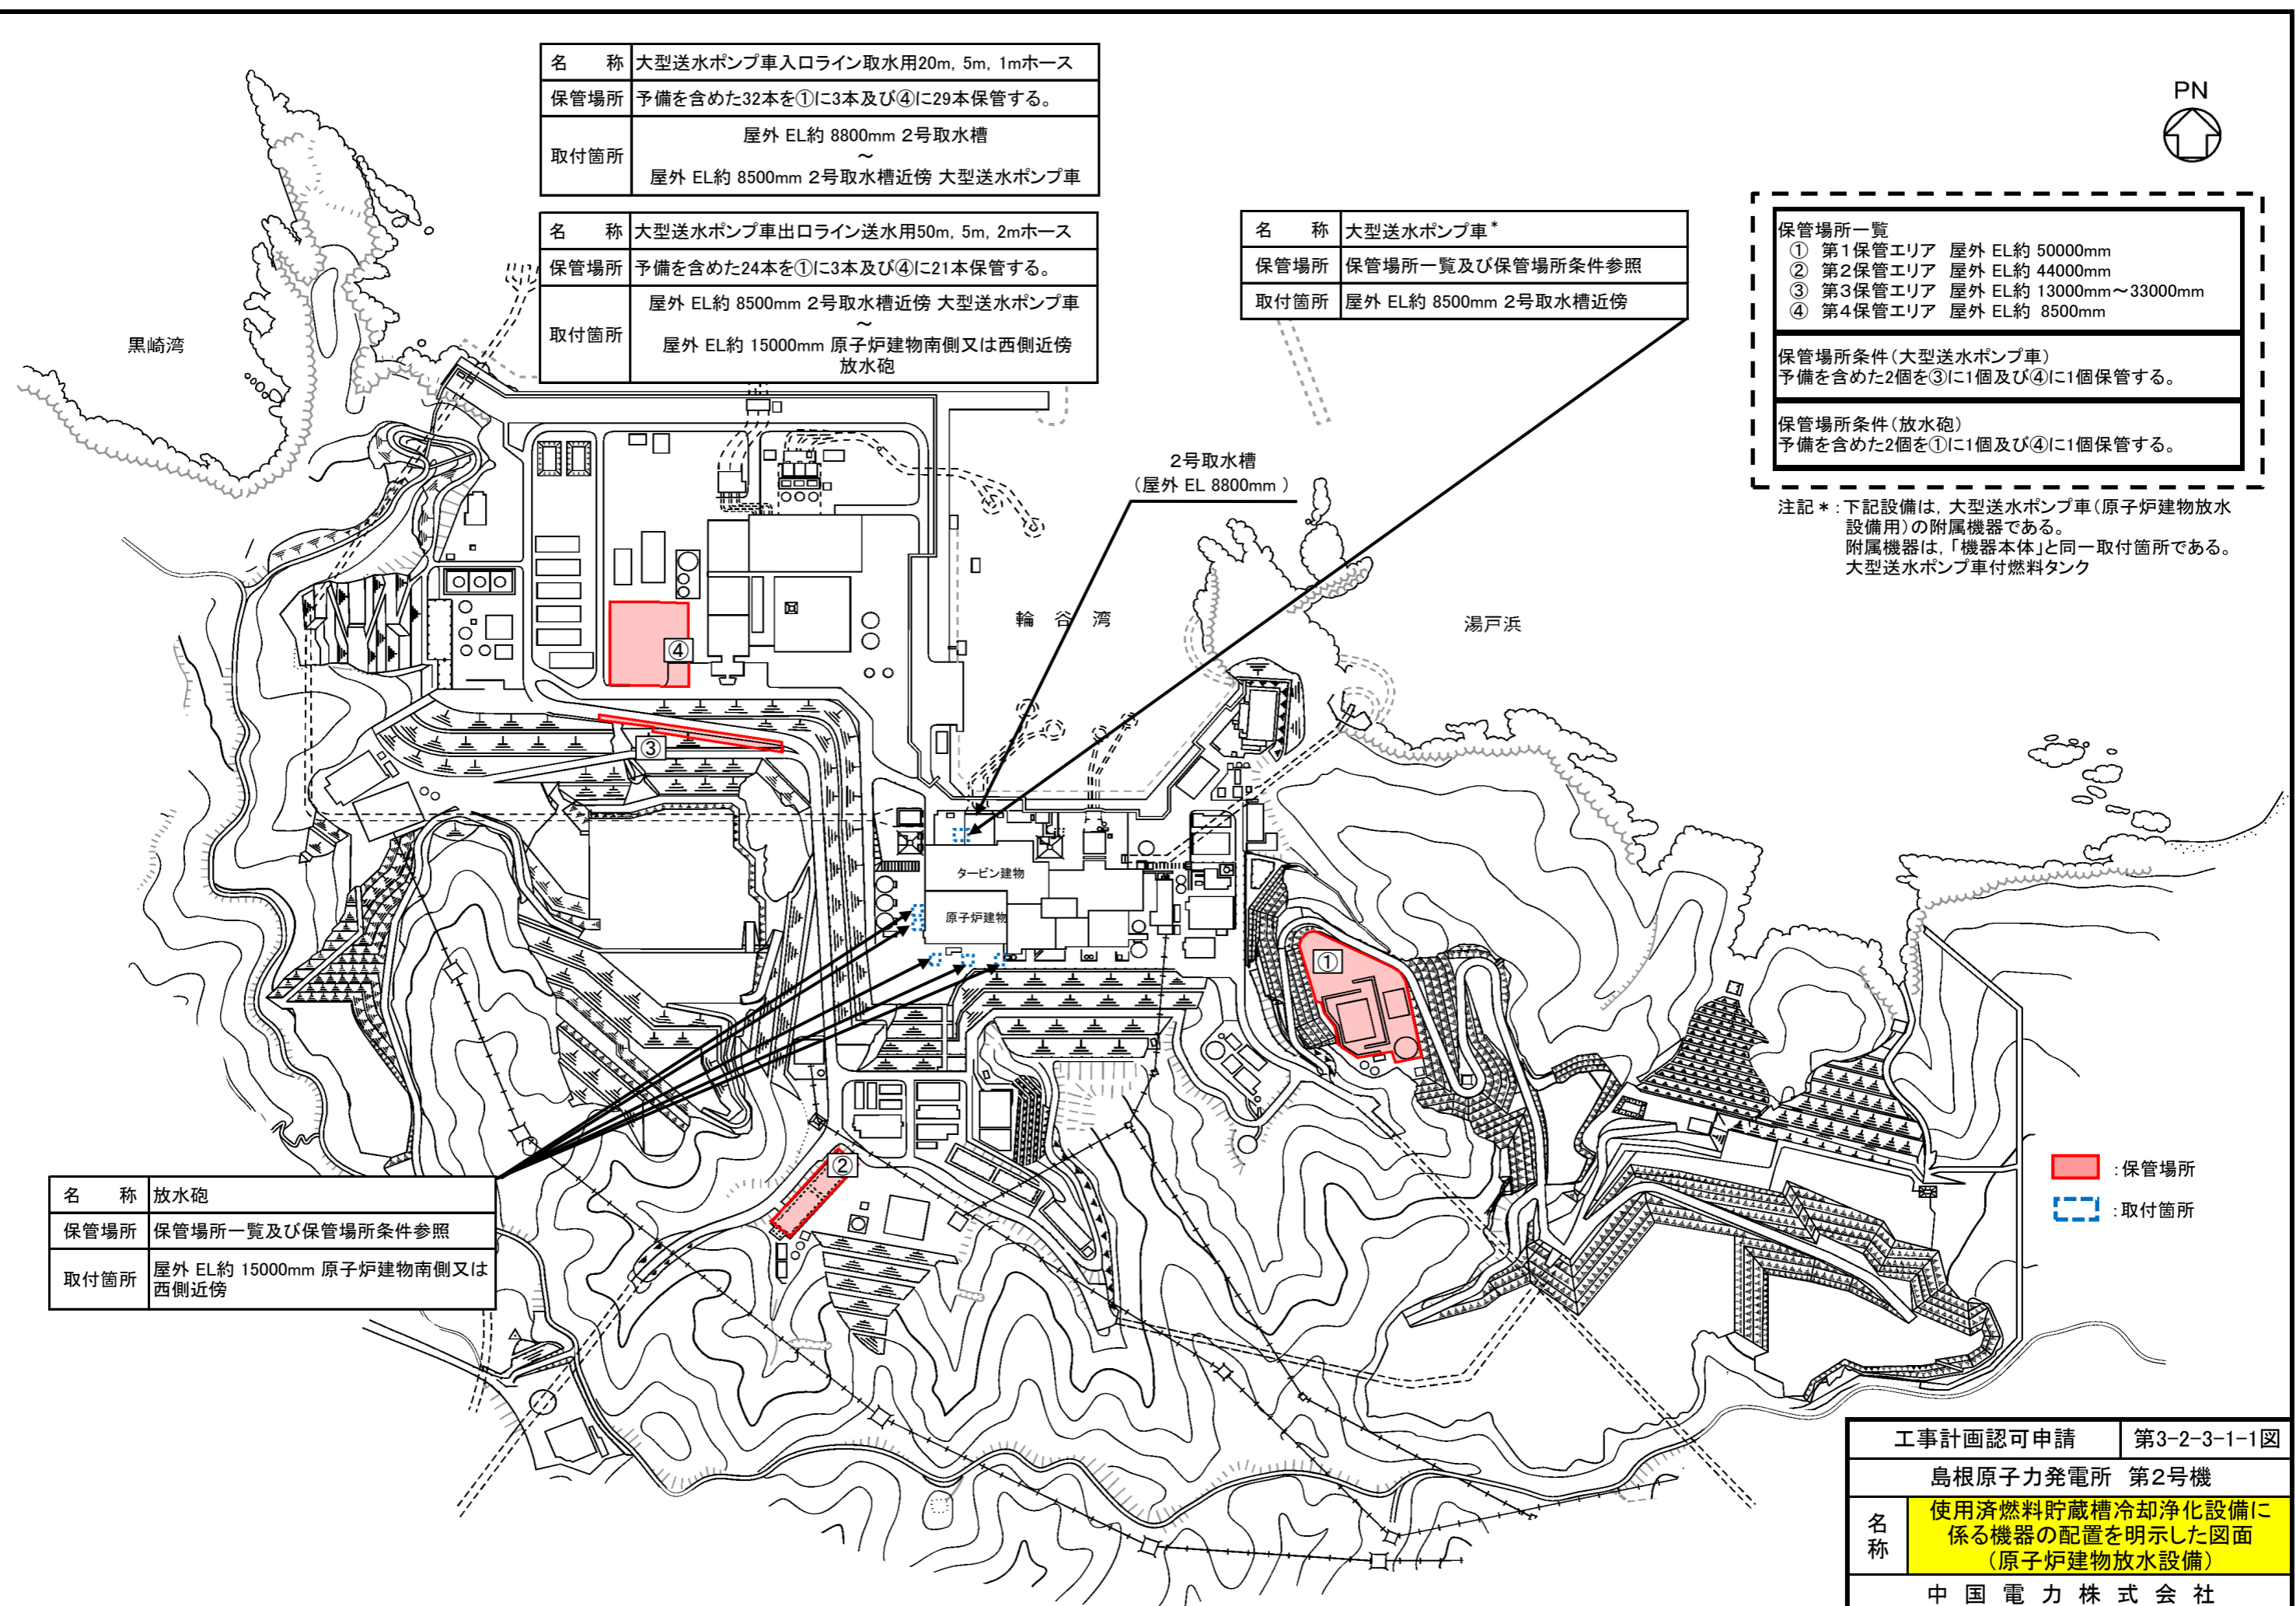 名　称 大型送水ポンプ車入口ライン取水用20m, 5m, 1mホース
保管場所 予備を含めた32本を①に3本及び④に29本保管する。
取付箇所 屋外 EL約 8800mm 2号取水槽
～
屋外 EL約 8500mm 2号取水槽近傍 大型送水ポンプ車
名　称 大型送水ポンプ車出口ライン送水用50m, 5m, 2mホース
保管場所 予備を含めた24本を①に3本及び④に21本保管する。
取付箇所 屋外 EL約 8500mm 2号取水槽近傍 大型送水ポンプ車
～
屋外 EL約 15000mm 原子炉建物南側又は西側近傍
放水砲
名　称 大型送水ポンプ車*
保管場所 保管場所一覧及び保管場所条件参照
取付箇所 屋外 EL約 8500mm 2号取水槽近傍
PN
保管場所一覧
① 第1保管エリア 屋外 EL約 50000mm
② 第2保管エリア 屋外 EL約 44000mm
③ 第3保管エリア 屋外 EL約 13000mm～33000mm
④ 第4保管エリア 屋外 EL約 8500mm
保管場所条件(大型送水ポンプ車)
予備を含めた2個を③に1個及び④に1個保管する。
保管場所条件(放水砲)
予備を含めた2個を①に1個及び④に1個保管する。
注記*:下記設備は, 大型送水ポンプ車(原子炉建物放水
設備用)の附属機器である。
附属機器は,「機器本体」と同一取付箇所である。
大型送水ポンプ車付燃料タンク
黒崎湾
2号取水槽
(屋外 EL 8800mm )
輪谷湾
湯戸浜
④
③
タービン建物
原子炉建物
①
②
名　称 放水砲
保管場所 保管場所一覧及び保管場所条件参照
取付箇所 屋外 EL約 15000mm 原子炉建物南側又は
西側近傍
:保管場所
:取付箇所
工事計画認可申請 第3-2-3-1-1図
島根原子力発電所 第2号機
名称 使用済燃料貯蔵槽冷却浄化設備に
係る機器の配置を明示した図面
(原子炉建物放水設備)
中国電力株式会社